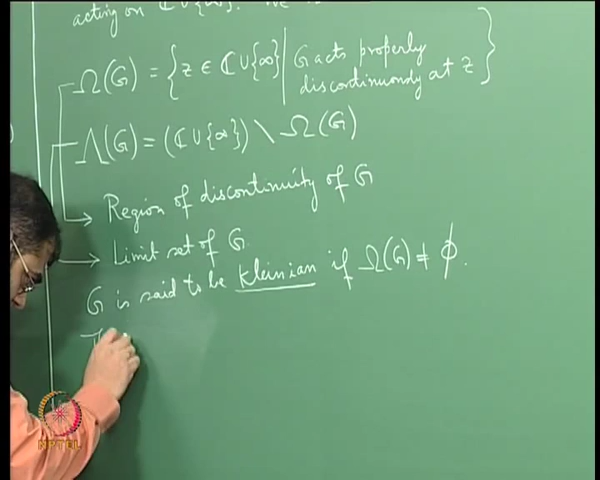 acting on ℂ∪{∞}.
Ω(G) = {z ∈ ℂ∪{∞} | G acts properly
discontinuously at z}
Λ(G) = (ℂ∪{∞}) \ Ω(G)
Region of discontinuity of G
Limit set of G.
G is said to be Kleinian if Ω(G) ≠ ϕ.
NPTEL